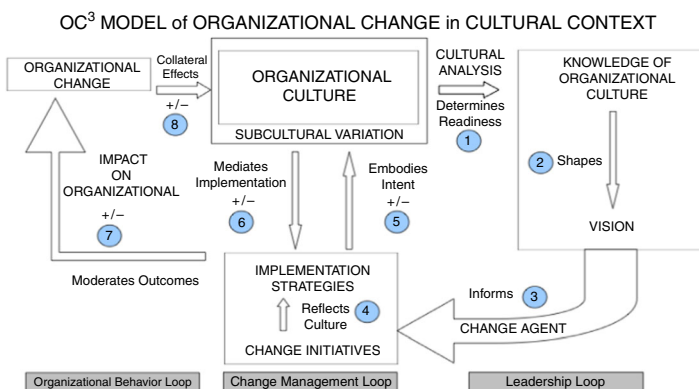 OC³ MODEL of ORGANIZATIONAL CHANGE in CULTURAL CONTEXT
ORGANIZATIONAL
CHANGE
Collateral
Effects
+/–
8
ORGANIZATIONAL
CULTURE
SUBCULTURAL VARIATION
CULTURAL
ANALYSIS
Determines
Readiness
1
KNOWLEDGE OF
ORGANIZATIONAL
CULTURE
2 Shapes
VISION
IMPACT
ON
ORGANIZATIONAL
+/–
7
Moderates Outcomes
Mediates
Implementation
+/–
6
Embodies
Intent
+/–
5
IMPLEMENTATION
STRATEGIES
Reflects
Culture
4
CHANGE INITIATIVES
Informs 3
CHANGE AGENT
Organizational Behavior Loop
Change Management Loop
Leadership Loop